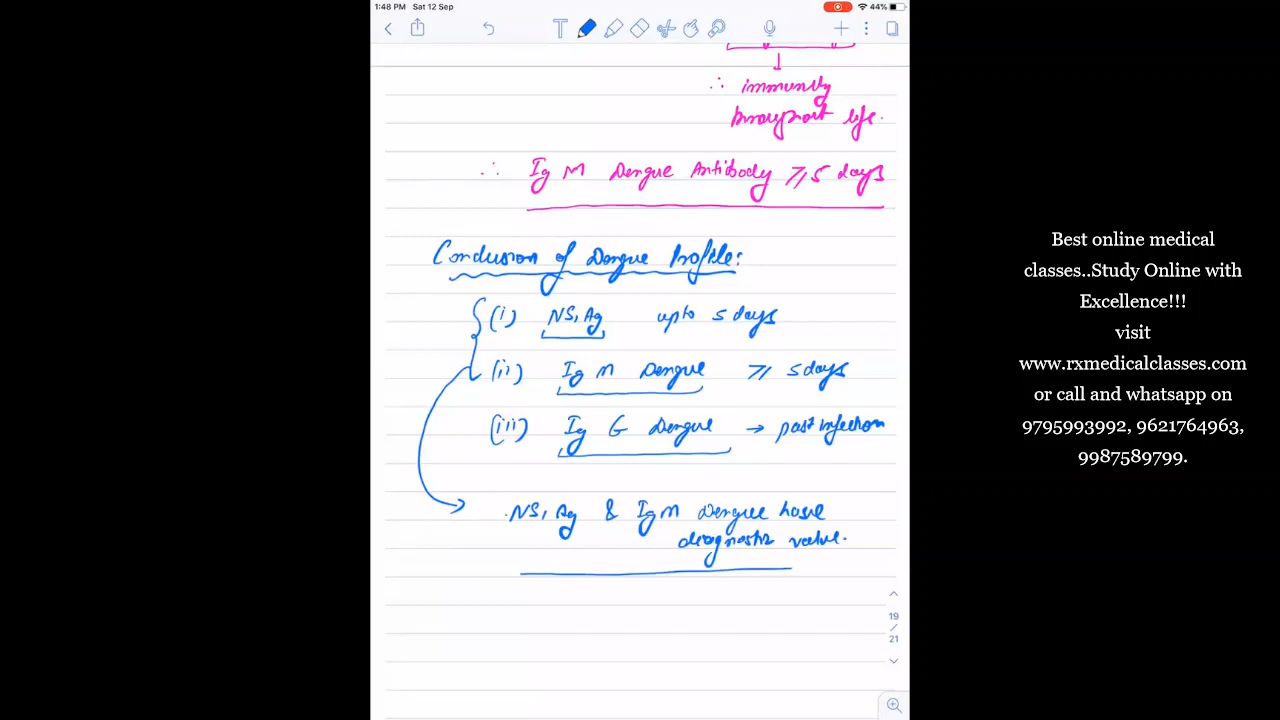 1:48 PM Sat 12 Sep
44%
T
∴ immunity
throughout life.
∴ Ig M Dengue Antibody ≥ 5 days
Conclusion of Dengue Profile:
(i) NS1 Ag upto 5 days
(ii) Ig M Dengue ≥ 5 days
(iii) Ig G Dengue → past infection
NS1 Ag & IgM Dengue have
diagnostic value.
19
/
21
Best online medical
classes..Study Online with
Excellence!!!
visit
www.rxmedicalclasses.com
or call and whatsapp on
9795993992, 9621764963,
9987589799.